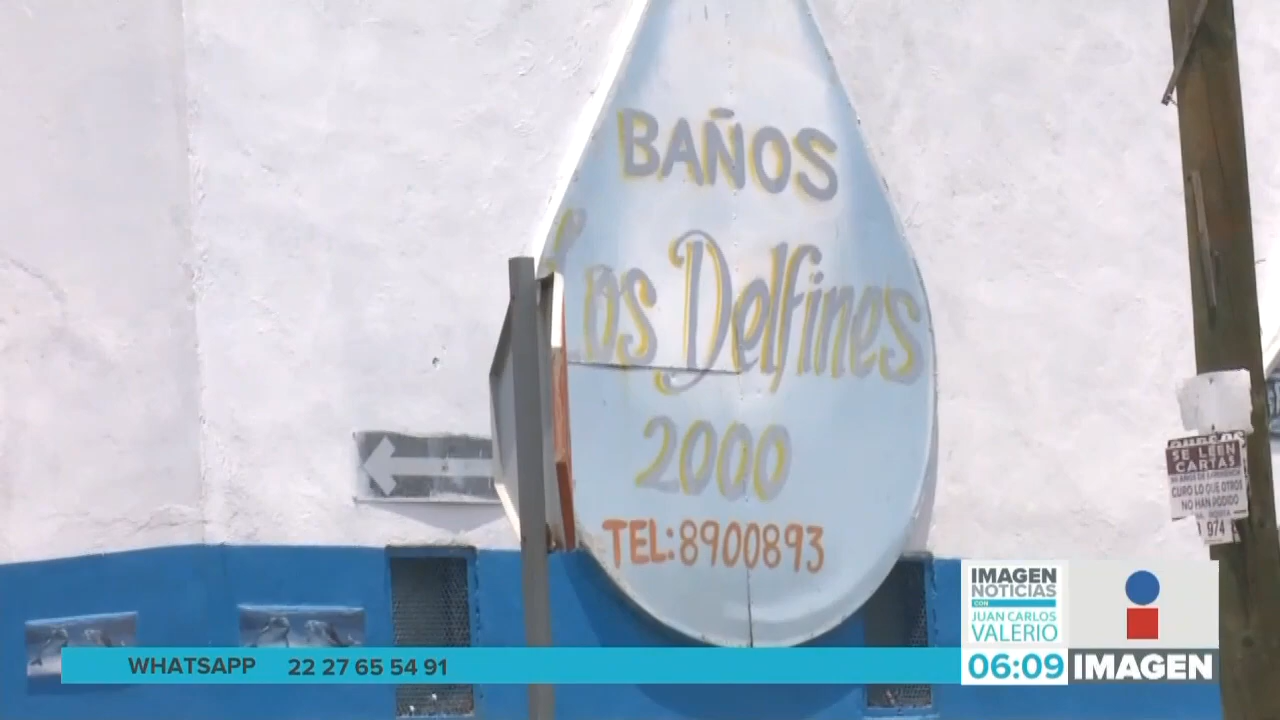 BAÑOS
Los Delfines
2000
TEL:8900893
SE LEEN
CARTAS
CURO LO QUE OTROS
NO HAN PODIDO
974
IMAGEN
NOTICIAS
CON
JUAN CARLOS
VALERIO
06:09
IMAGEN
WHATSAPP 22 27 65 54 91